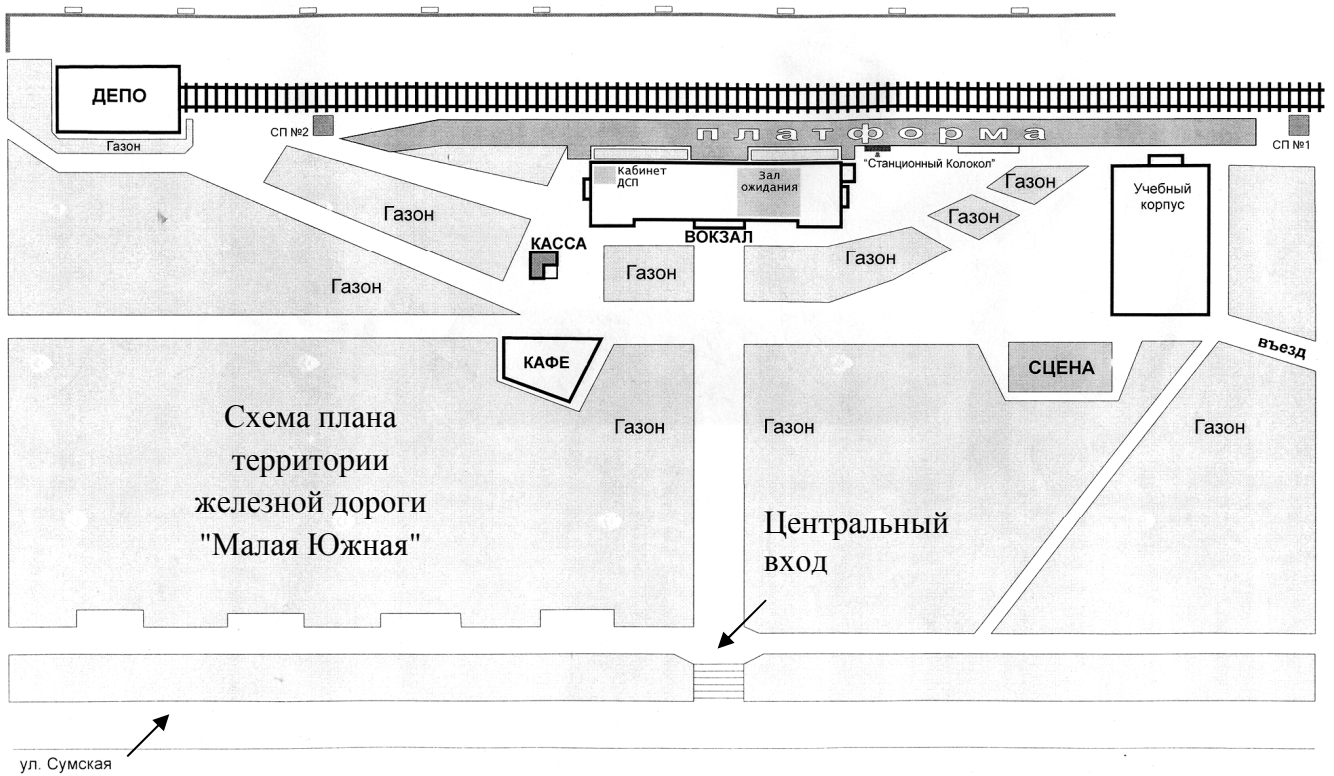 ДЕПО
СП №2
платформа
СП №1
Газон
"Станционный Колокол"
Кабинет
ДСП
Зал
ожидания
Газон
Учебный
корпус
Газон
Газон
ВОКЗАЛ
КАССА
Газон
Газон
Газон
въезд
КАФЕ
СЦЕНА
Схема плана
территории
железной дороги
"Малая Южная"
Газон
Газон
Газон
Центральный
вход
ул. Сумская